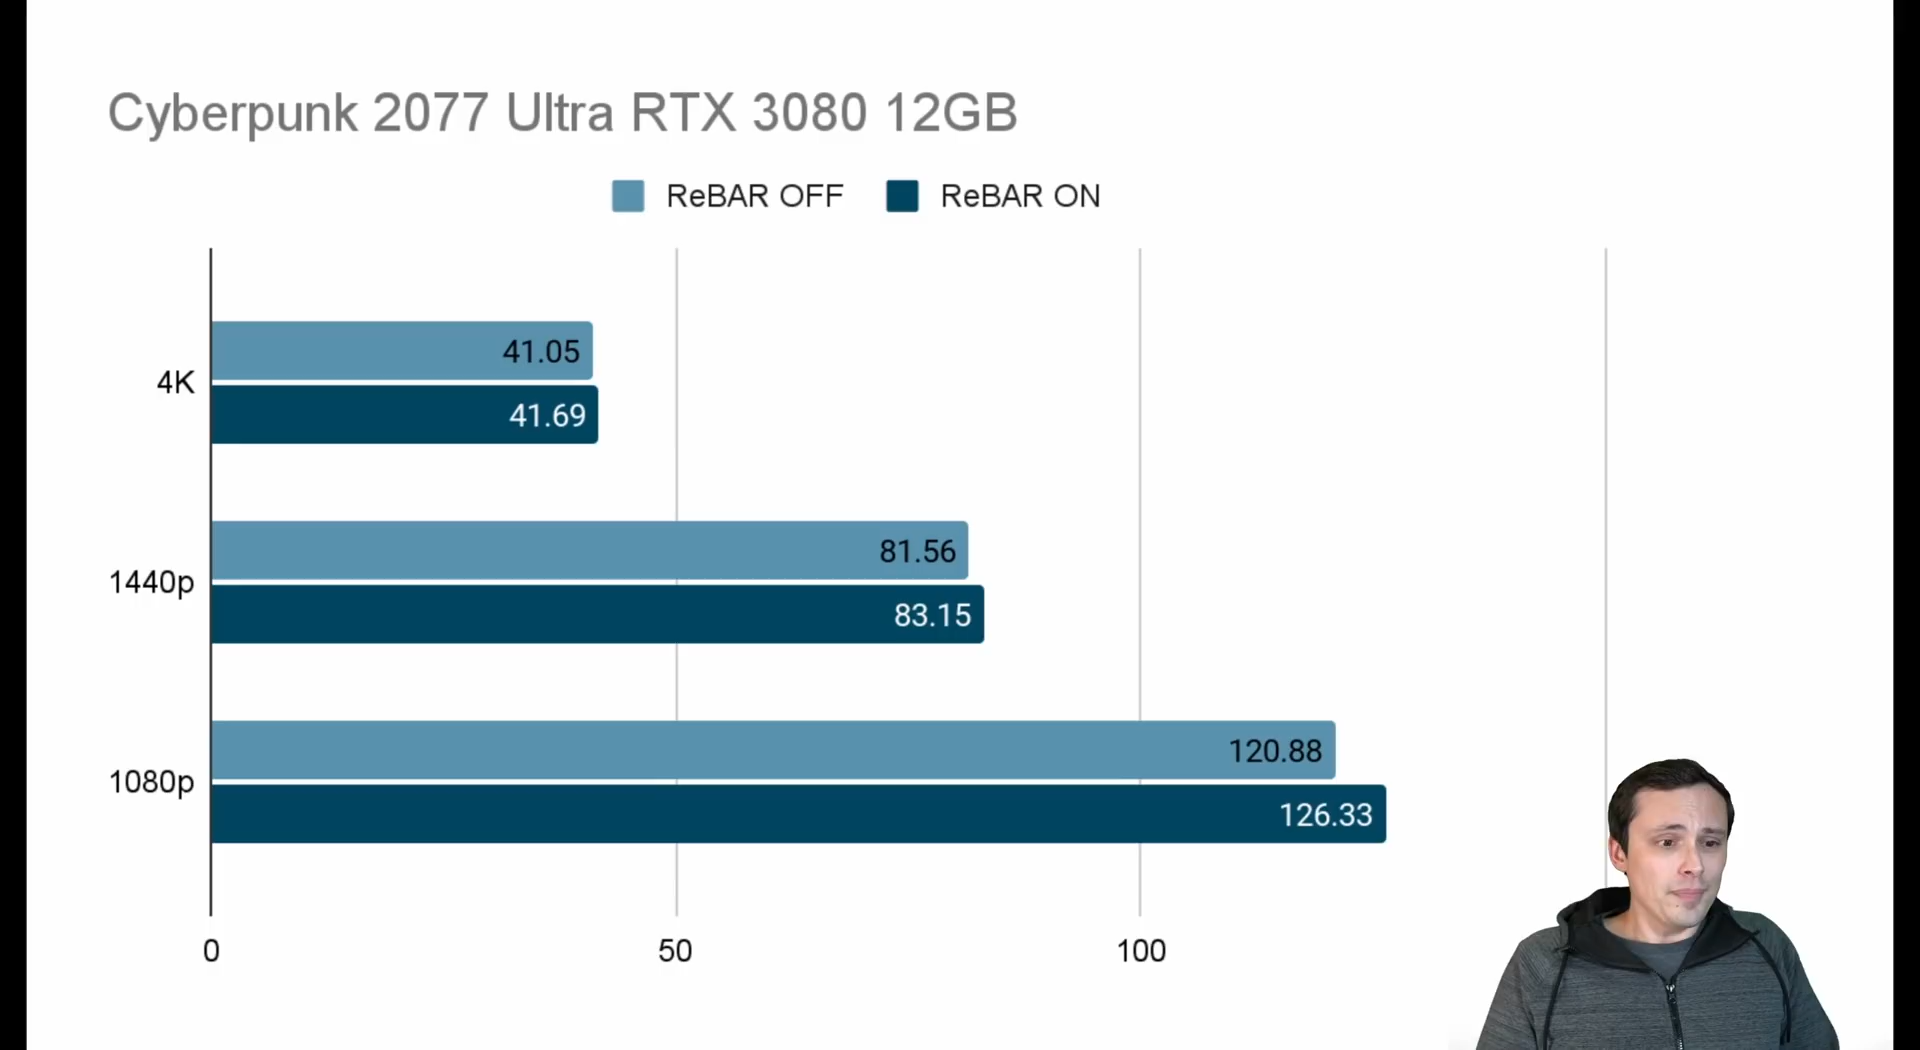 Cyberpunk 2077 Ultra RTX 3080 12GB
ReBAR OFF ReBAR ON
41.05
4K
41.69
81.56
1440p
83.15
120.88
1080p
126.33
0 50 100